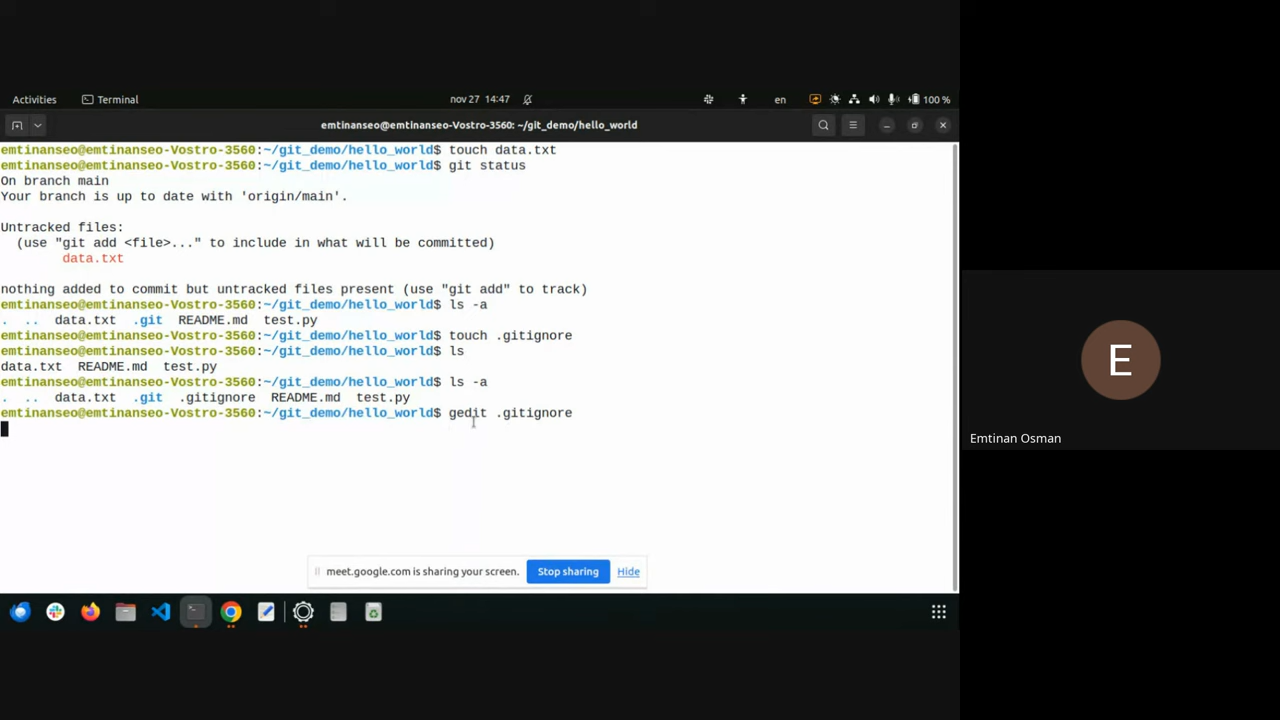 Activities Terminal nov 27 14:47 en 100 %
emtinanseo@emtinanseo-Vostro-3560: ~/git_demo/hello_world
emtinanseo@emtinanseo-Vostro-3560:~/git_demo/hello_world$ touch data.txt
emtinanseo@emtinanseo-Vostro-3560:~/git_demo/hello_world$ git status
On branch main
Your branch is up to date with 'origin/main'.
Untracked files:
(use "git add <file>..." to include in what will be committed)
data.txt
nothing added to commit but untracked files present (use "git add" to track)
emtinanseo@emtinanseo-Vostro-3560:~/git_demo/hello_world$ ls -a
. .. data.txt .git README.md test.py
emtinanseo@emtinanseo-Vostro-3560:~/git_demo/hello_world$ touch .gitignore
emtinanseo@emtinanseo-Vostro-3560:~/git_demo/hello_world$ ls
data.txt README.md test.py
emtinanseo@emtinanseo-Vostro-3560:~/git_demo/hello_world$ ls -a
. .. data.txt .git .gitignore README.md test.py
emtinanseo@emtinanseo-Vostro-3560:~/git_demo/hello_world$ gedit .gitignore
meet.google.com is sharing your screen. Stop sharing Hide
E
Emtinan Osman